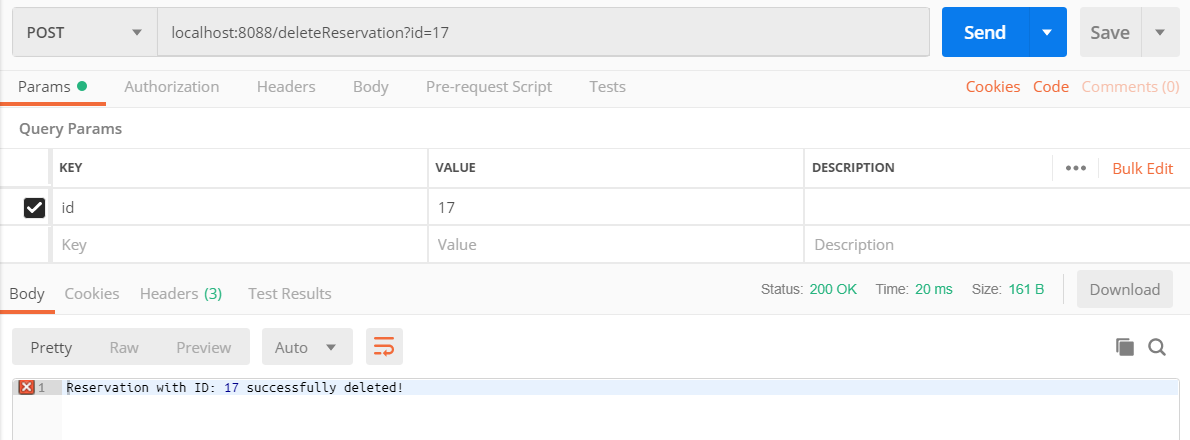 POST localhost:8088/deleteReservation?id=17 Send Save
Params Authorization Headers Body Pre-request Script Tests Cookies Code Comments (0)
Query Params
KEY VALUE DESCRIPTION ••• Bulk Edit
id 17
Key Value Description
Body Cookies Headers (3) Test Results Status: 200 OK Time: 20 ms Size: 161 B Download
Pretty Raw Preview Auto
1 Reservation with ID: 17 successfully deleted!